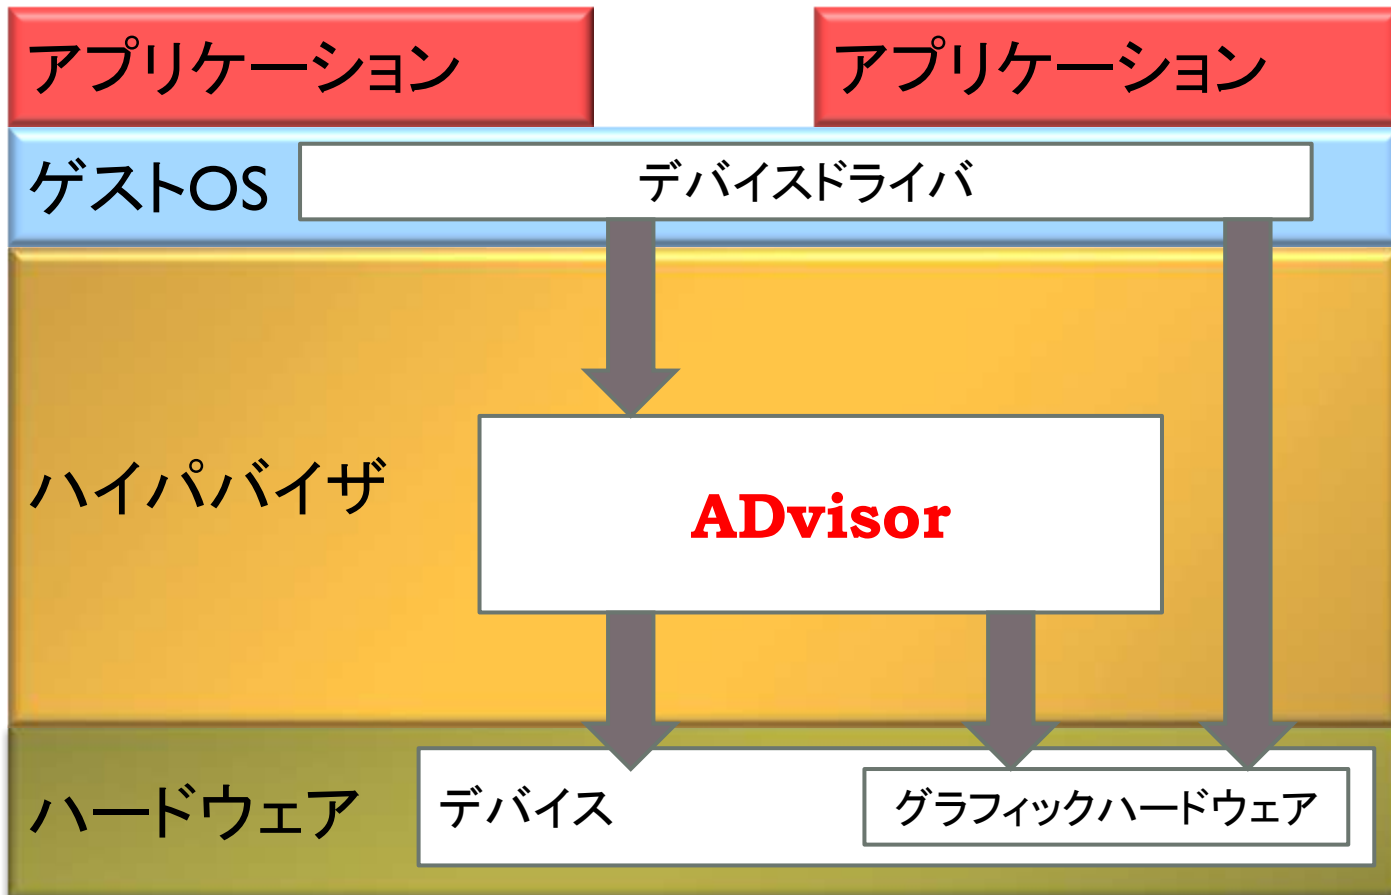 アプリケーション
アプリケーション
ゲストOS
デバイスドライバ
ハイパバイザ
ADvisor
ハードウェア
デバイス
グラフィックハードウェア